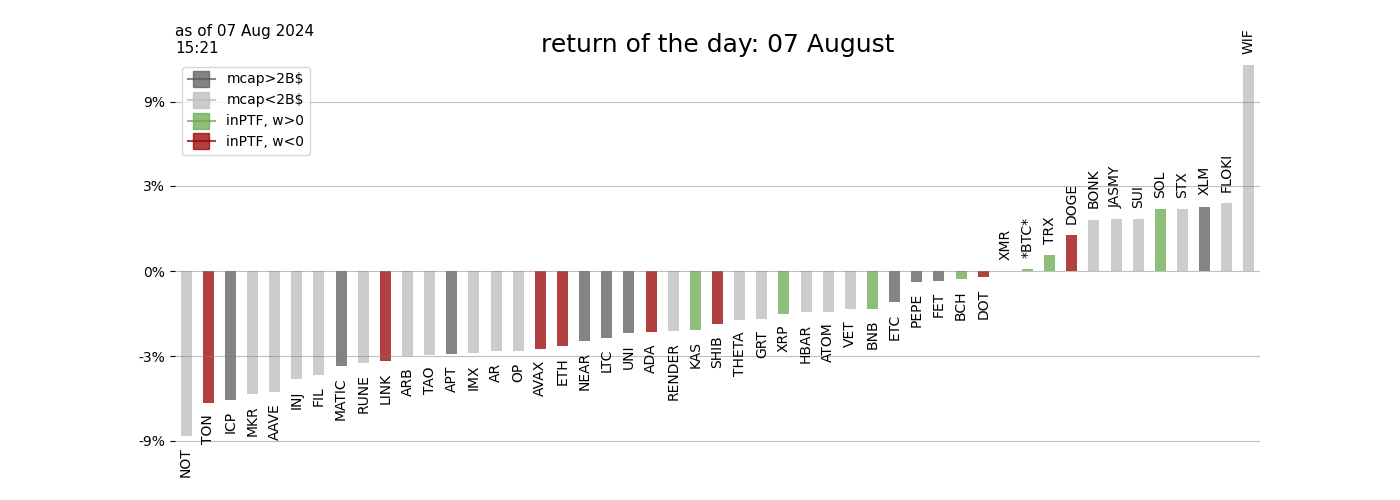 as of 07 Aug 2024
15:21
return of the day: 07 August
mcap>2B$
mcap<2B$
inPTF, w>0
inPTF, w<0
9%
3%
0%
-3%
-9%
NOT
TON
ICP
MKR
AAVE
INJ
FIL
MATIC
RUNE
LINK
ARB
TAO
APT
IMX
AR
OP
AVAX
ETH
NEAR
LTC
UNI
ADA
RENDER
KAS
SHIB
THETA
GRT
XRP
HBAR
ATOM
VET
BNB
ETC
PEPE
FET
BCH
DOT
XMR
*BTC*
TRX
DOGE
BONK
JASMY
SUI
SOL
STX
XLM
FLOKI
WIF